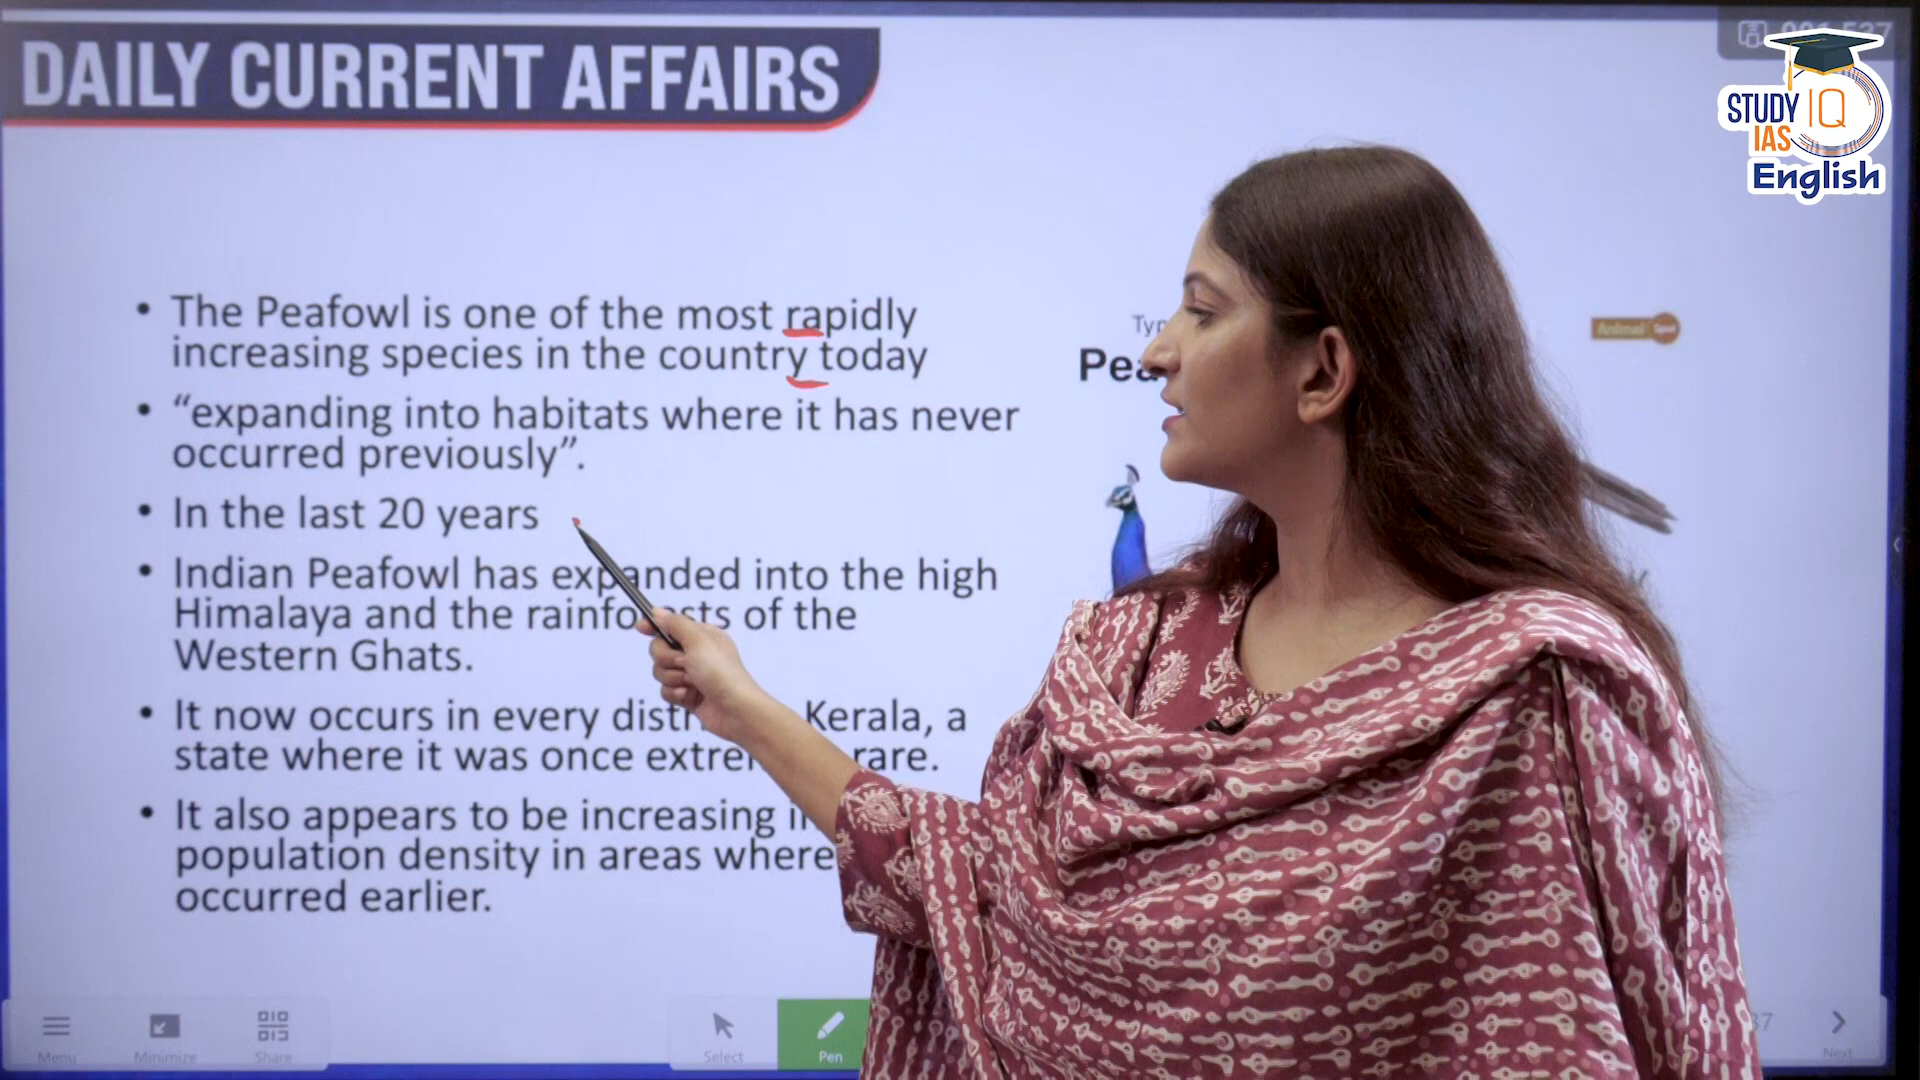 DAILY CURRENT AFFAIRS
STUDY IQ
IAS
English
• The Peafowl is one of the most rapidly
increasing species in the country today
• “expanding into habitats where it has never
occurred previously”.
• In the last 20 years
• Indian Peafowl has expanded into the high
Himalaya and the rainforests of the
Western Ghats.
• It now occurs in every Kerala, a
state where it was once rare.
• It also appears to be increasing
population density in areas where
occurred earlier.
Animal Spot
Menu
Minimize
Share
Select
Pen
Next